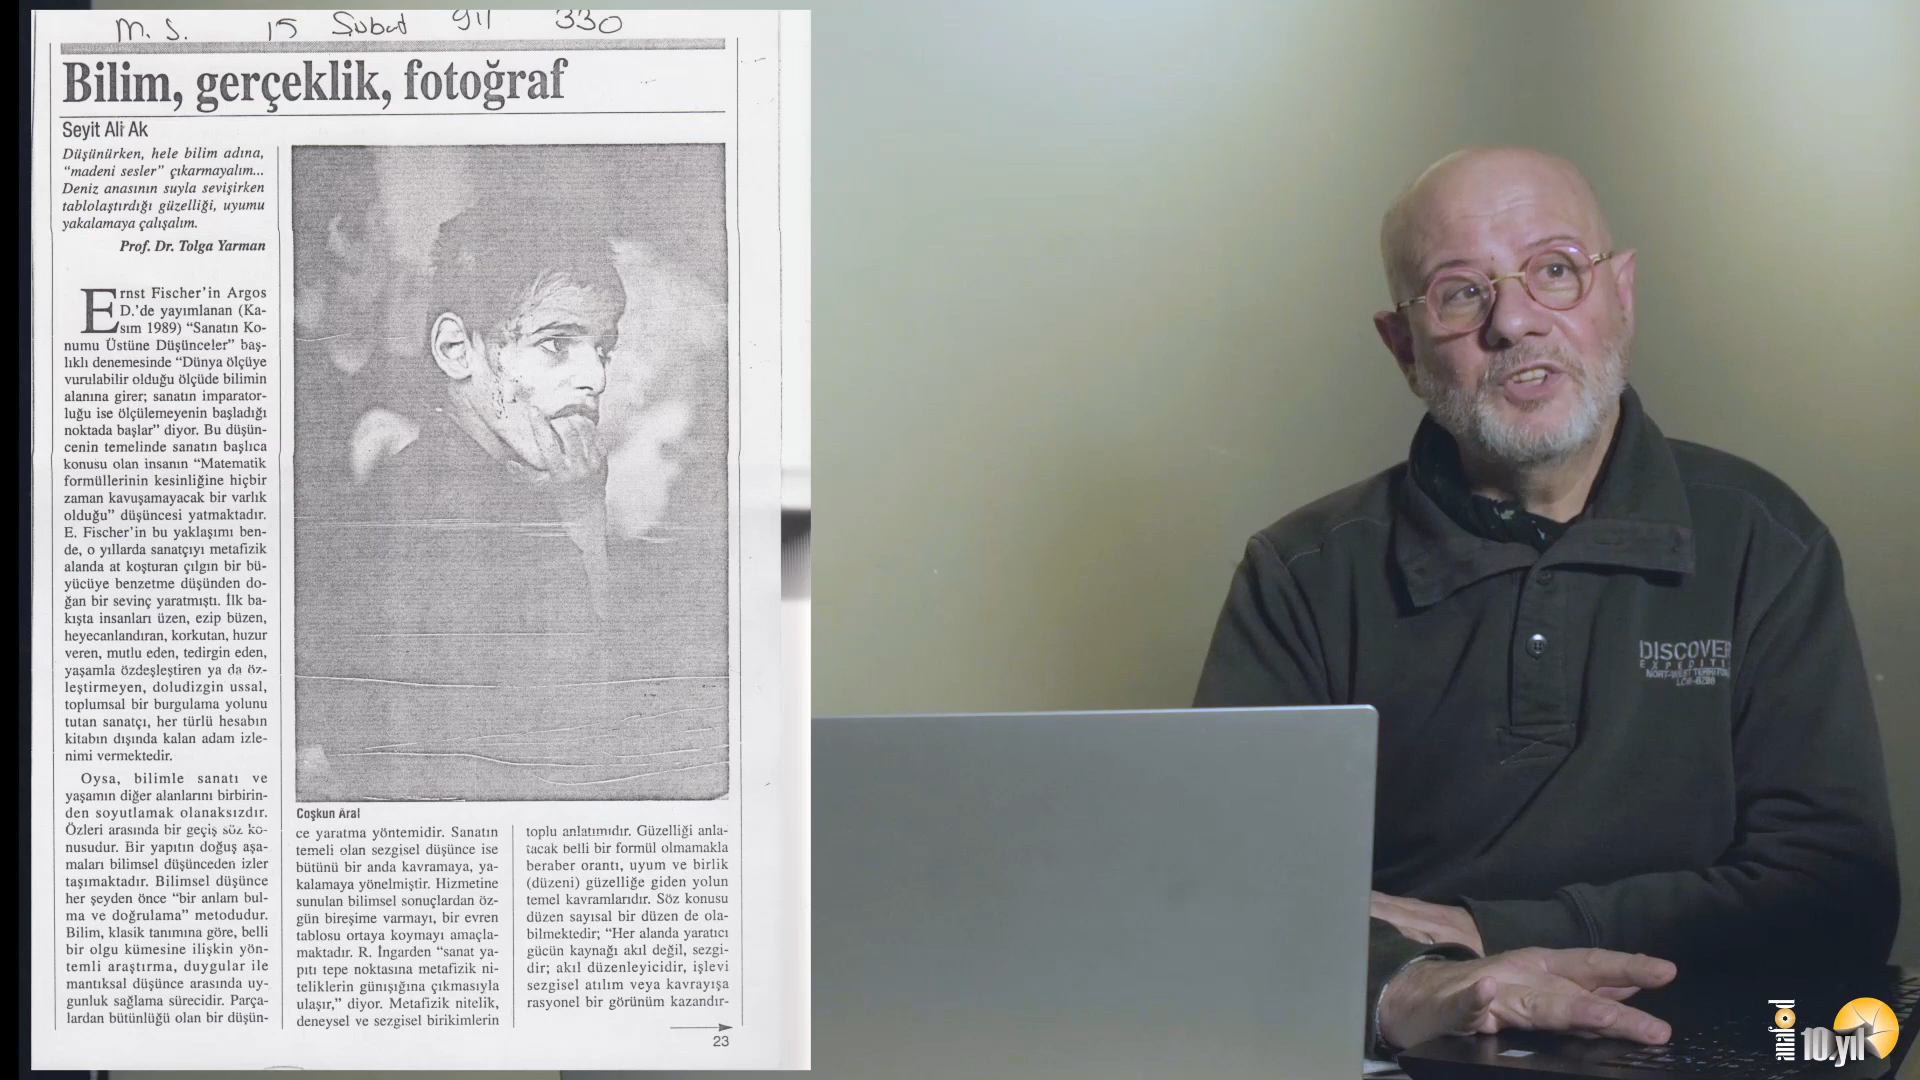 M. S. 15 Şubat 911 330
Bilim, gerçeklik, fotoğraf
Seyit Ali Ak
Düşünürken, hele bilim adına,
“madeni sesler” çıkarmayalım...
Deniz anasının suyla sevişirken
tablolaştırdığı güzelliği, uyumu
yakalamaya çalışalım.
Prof. Dr. Tolga Yarman
Ernst Fischer’in Argos
D.’de yayımlanan (Ka-
sım 1989) “Sanatın Ko-
numu Üstüne Düşünceler” baş-
lıklı denemesinde “Dünya ölçüye
vurulabilir olduğu ölçüde bilimin
alanına girer; sanatın imparator-
luğu ise ölçülemeyenin başladığı
noktada başlar” diyor. Bu düşün-
cenin temelinde sanatın başlıca
konusu olan insanın “Matematik
formüllerinin kesinliğine hiçbir
zaman kavuşamayacak bir varlık
olduğu” düşüncesi yatmaktadır.
E. Fischer’in bu yaklaşımı ben-
de, o yıllarda sanatçıyı metafizik
alanda at koşturan çılgın bir bü-
yücüye benzetme düşünden do-
ğan bir sevinç yaratmıştı. İlk ba-
kışta insanları üzen, ezip büzen,
heyecanlandıran, korkutan, huzur
veren, mutlu eden, tedirgin eden,
yaşamla özdeşleştiren ya da öz-
leştirmeyen, doludizgin ussal,
toplumsal bir burgulama yolunu
tutan sanatçı, her türlü hesabın
kitabın dışında kalan adam izle-
nimi vermektedir.
Oysa, bilimle sanatı ve
yaşamın diğer alanlarını birbirin-
den soyutlamak olanaksızdır.
Özleri arasında bir geçiş söz ko-
nusudur. Bir yapıtın doğuş aşa-
maları bilimsel düşünceden izler
taşımaktadır. Bilimsel düşünce
her şeyden önce “bir anlam bul-
ma ve doğrulama” metodudur.
Bilim, klasik tanımına göre, belli
bir olgu kümesine ilişkin yön-
temli araştırma, duygular ile
mantıksal düşünce arasında uy-
gunluk sağlama sürecidir. Parça-
lardan bütünlüğü olan bir düşün-
Coşkun Aral
ce yaratma yöntemidir. Sanatın
temeli olan sezgisel düşünce ise
bütünü bir anda kavramaya, ya-
kalamaya yönelmiştir. Hizmetine
sunulan bilimsel sonuçlardan öz-
gün bireşime varmayı, bir evren
tablosu ortaya koymayı amaçla-
maktadır. R. İngarden “sanat ya-
pıtı tepe noktasına metafizik ni-
teliklerin günışığına çıkmasıyla
ulaşır,” diyor. Metafizik nitelik,
deneysel ve sezgisel birikimlerin
toplu anlatımıdır. Güzelliği anla-
tacak belli bir formül olmamakla
beraber orantı, uyum ve birlik
(düzeni) güzelliğe giden yolun
temel kavramlarıdır. Söz konusu
düzen sayısal bir düzen de ola-
bilmektedir; “Her alanda yaratıcı
gücün kaynağı akıl değil, sezgi-
dir; akıl düzenleyicidir, işlevi
sezgisel atılım veya kavrayışa
rasyonel bir görünüm kazandır-
23
DISCOVER
EXPEDITI
NORT-WEST TERRITOR
anafod
10.yıl